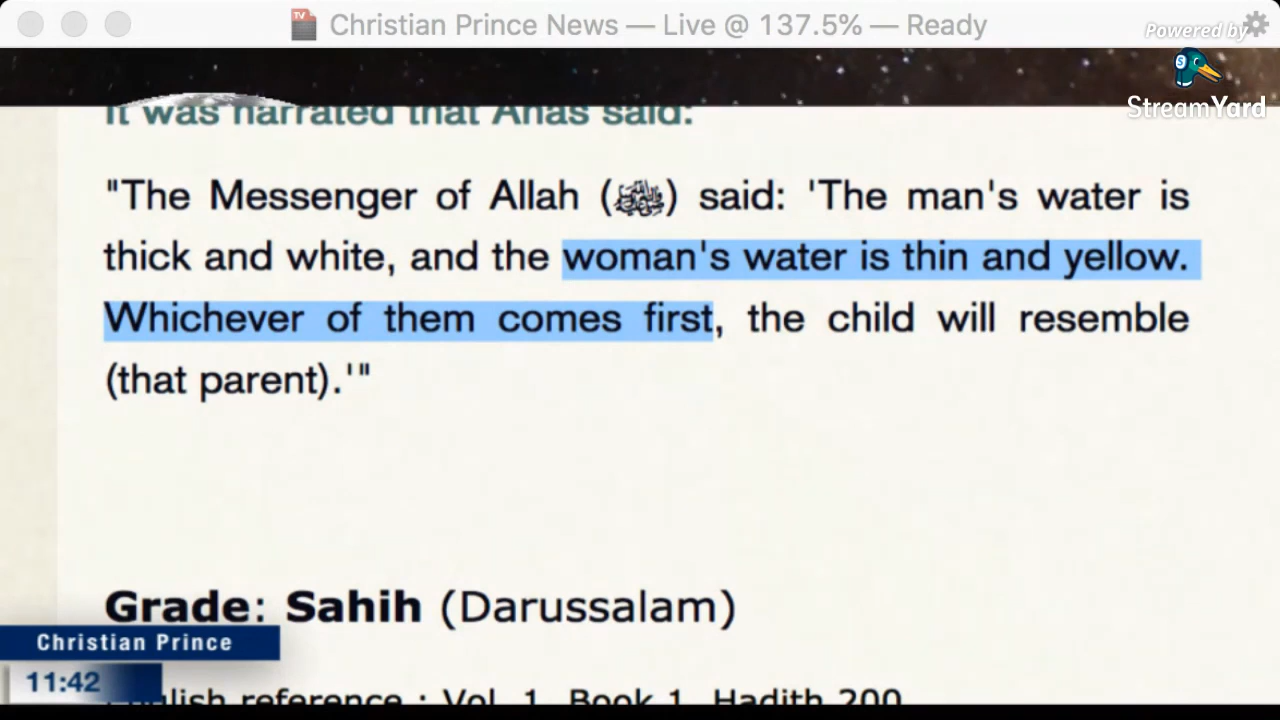 Christian Prince News — Live @ 137.5% — Ready
Powered by
StreamYard
It was narrated that Anas said:
"The Messenger of Allah (ﷺ) said: 'The man's water is
thick and white, and the woman's water is thin and yellow.
Whichever of them comes first, the child will resemble
(that parent).'"
Grade: Sahih (Darussalam)
Christian Prince
11:42
English reference : Vol. 1, Book 1, Hadith 200